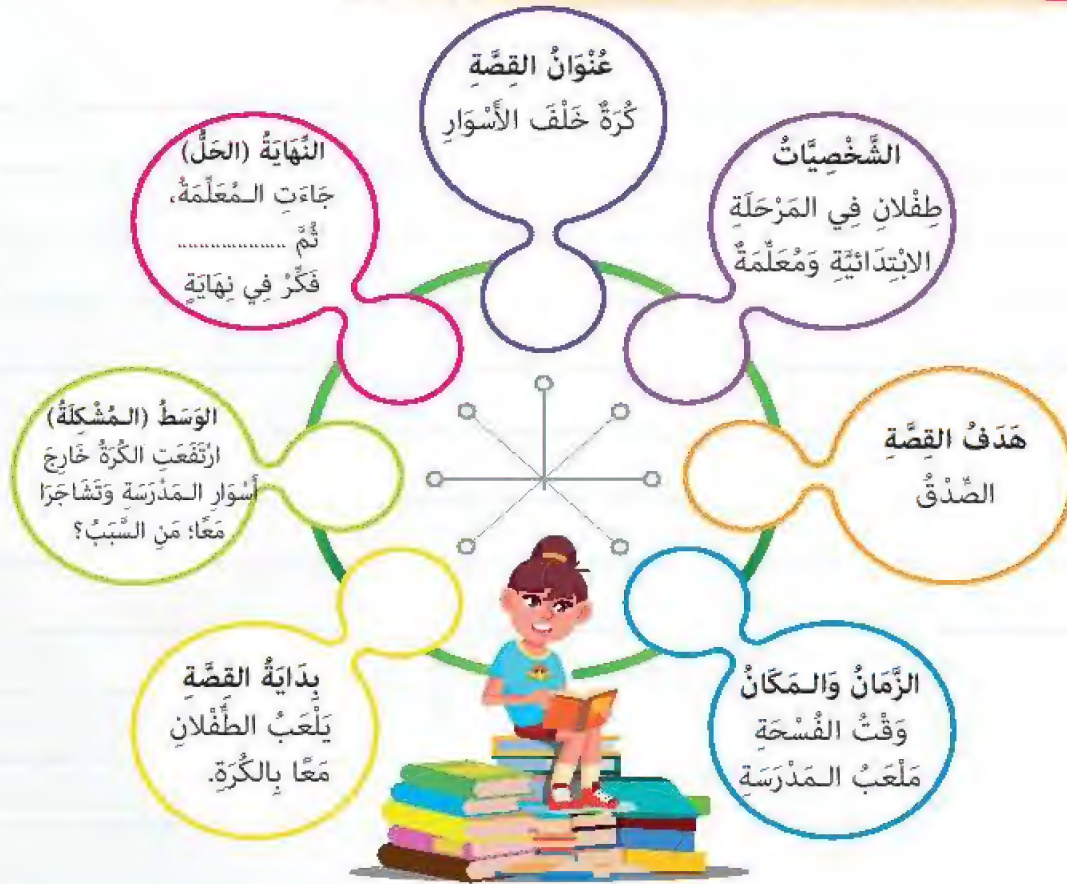 عُنْوَانُ القِصَّةِ
كُرَةٌ خَلْفَ الأَسْوَارِ
الشَّخْصِيَّاتُ
طِفْلَانِ فِي المَرْحَلَةِ
الابْتِدَائِيَّةِ وَمُعَلِّمَةٌ
هَدَفُ القِصَّةِ
الصِّدْقُ
الزَّمَانُ وَالـمَكَانُ
وَقْتُ الفُسْحَةِ
مَلْعَبُ الـمَدْرَسَةِ
بِدَايَةُ القِصَّةِ
يَلْعَبُ الطِّفْلَانِ
مَعًا بِالكُرَةِ.
الوَسَطُ (الـمُشْكِلَةُ)
ارْتَفَعَتِ الكُرَةُ خَارِجَ
أَسْوَارِ الـمَدْرَسَةِ وَتَشَاجَرَا
مَعًا؛ مَنِ السَّبَبُ؟
النِّهَايَةُ (الحَلُّ)
جَاءَتِ الـمُعَلِّمَةُ،
ثُمَّ ....................
فَكِّرْ فِي نِهَايَةٍ